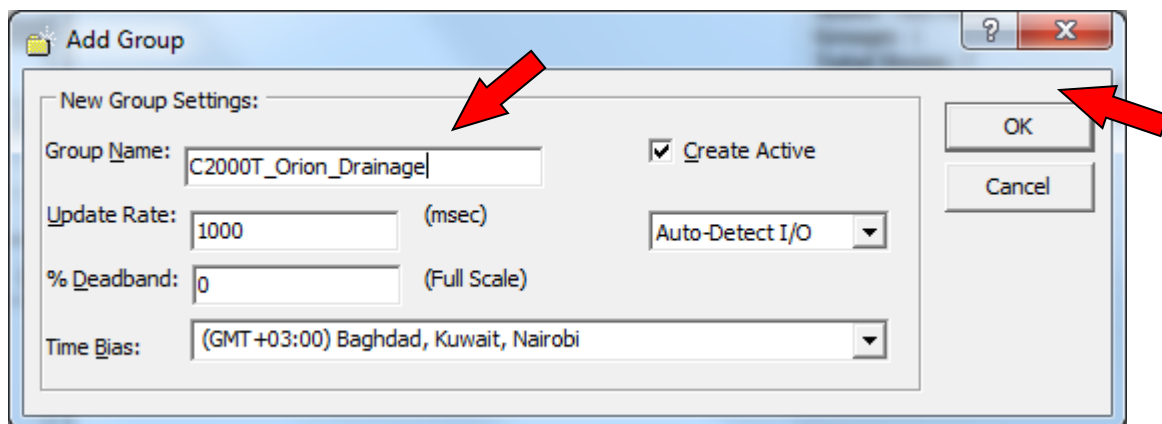 Add Group
New Group Settings:
Group Name: C2000T_Orion_Drainage
Create Active
OK
Cancel
Update Rate: 1000 (msec)
Auto-Detect I/O
% Deadband: 0 (Full Scale)
Time Bias: (GMT+03:00) Baghdad, Kuwait, Nairobi